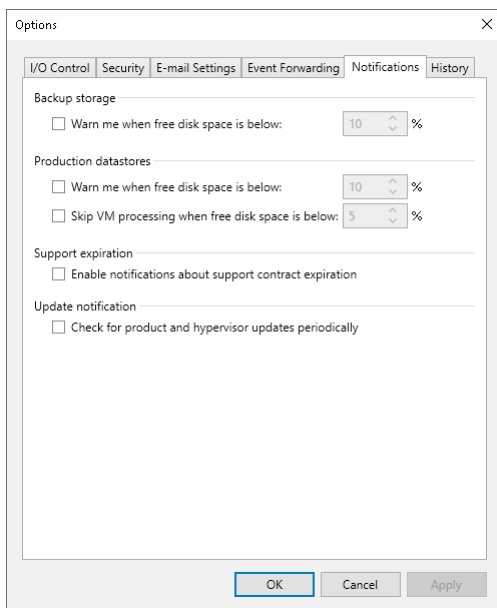 Options
I/O Control Security E-mail Settings Event Forwarding Notifications History
Backup storage
Warn me when free disk space is below: 10 %
Production datastores
Warn me when free disk space is below: 10 %
Skip VM processing when free disk space is below: 5 %
Support expiration
Enable notifications about support contract expiration
Update notification
Check for product and hypervisor updates periodically
OK Cancel Apply